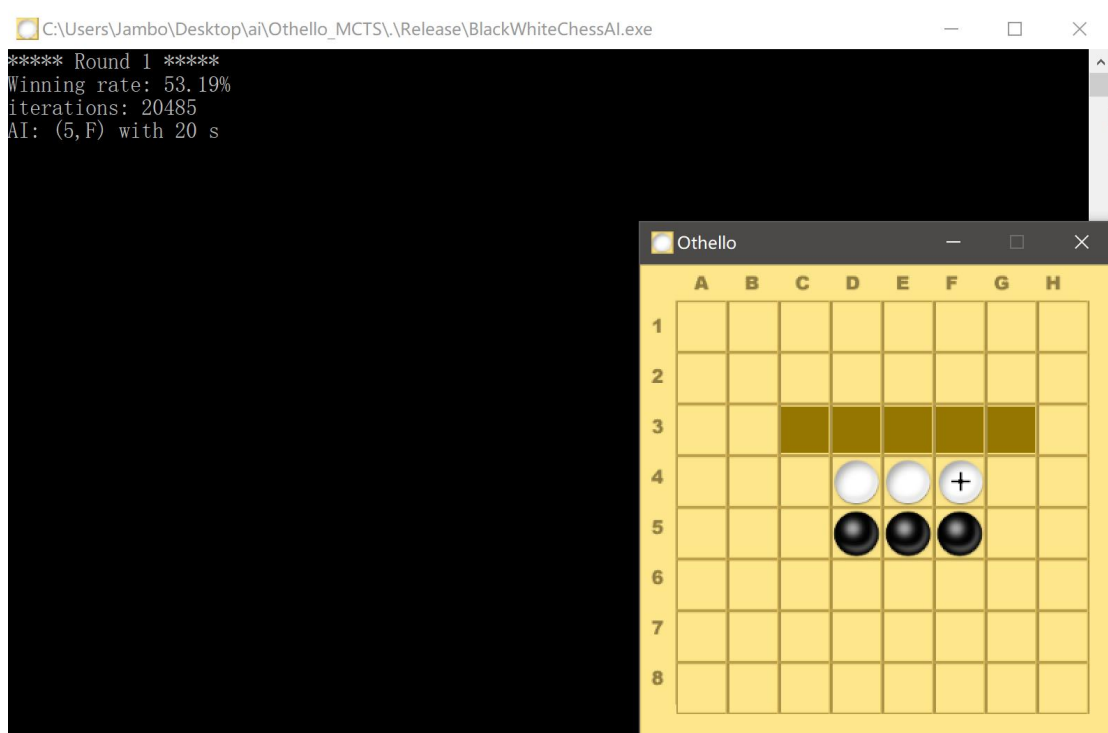 C:\Users\Jambo\Desktop\ai\Othello_MCTS\.\Release\BlackWhiteChessAI.exe
***** Round 1 *****
Winning rate: 53.19%
iterations: 20485
AI: (5,F) with 20 s
Othello
A B C D E F G H
1
2
3
4
5
6
7
8